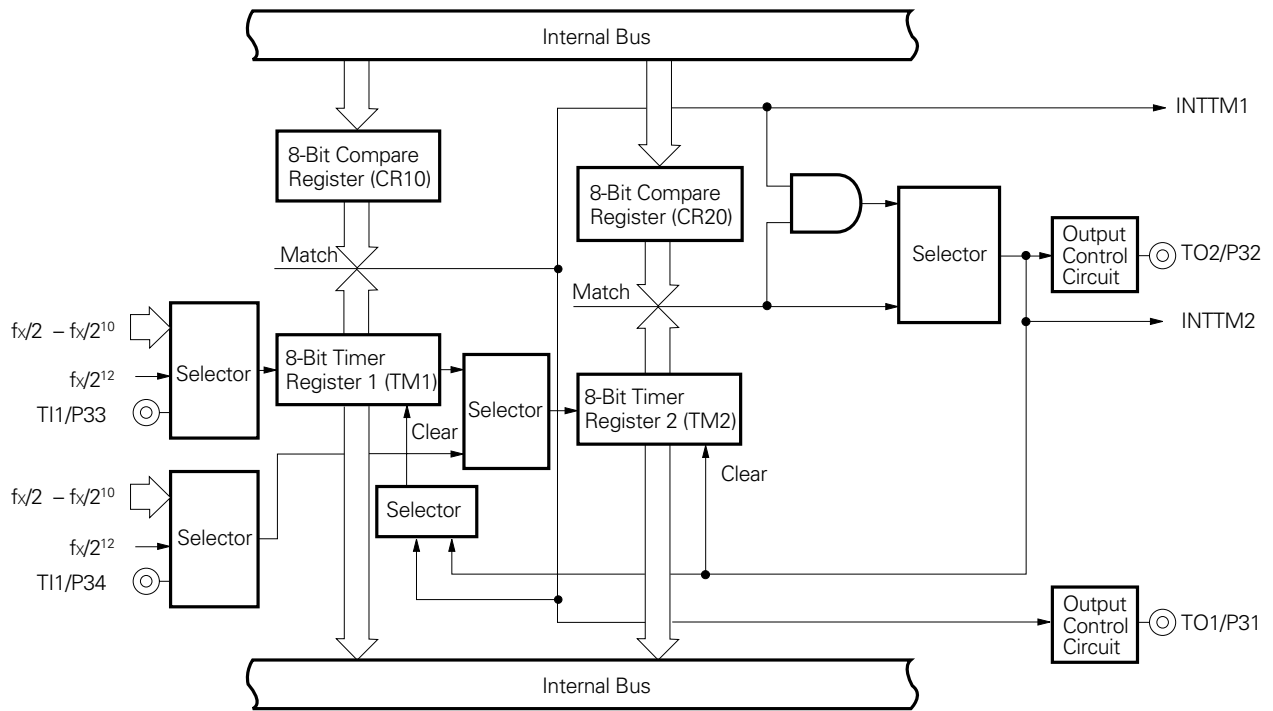 Internal Bus
INTTM1
8-Bit Compare
Register (CR10)
8-Bit Compare
Register (CR20)
Match
Selector
Output
Control
Circuit
TO2/P32
Match
INTTM2
fX/2 – fX/2¹⁰
fX/2¹²
TI1/P33
Selector
8-Bit Timer
Register 1 (TM1)
Selector
8-Bit Timer
Register 2 (TM2)
Clear
Clear
fX/2 – fX/2¹⁰
fX/2¹²
TI1/P34
Selector
Selector
Output
Control
Circuit
TO1/P31
Internal Bus